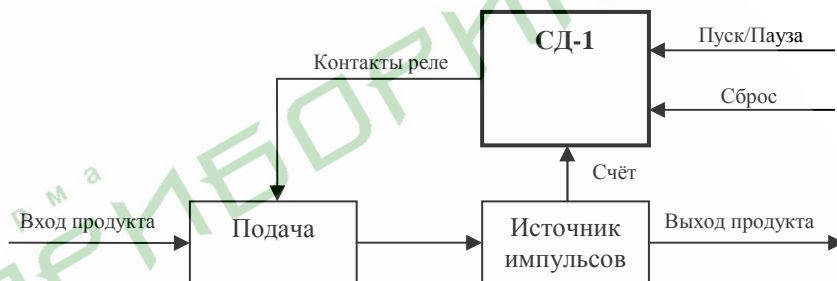 СД-1
Пуск/Пауза
Контакты реле
Сброс
Счёт
Вход продукта
Подача
Источник
импульсов
Выход продукта